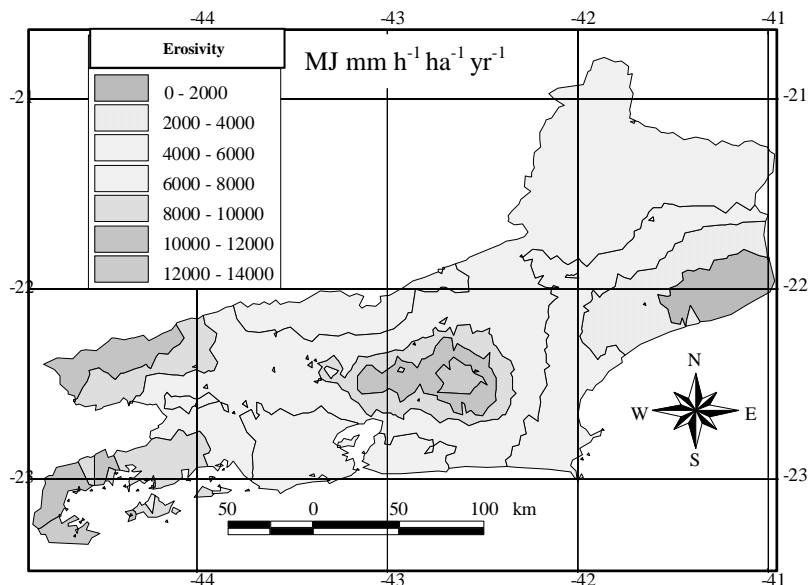 -44 -43 -42 -41
Erosivity
MJ mm h⁻¹ ha⁻¹ yr⁻¹
0 - 2000
2000 - 4000
4000 - 6000
6000 - 8000
8000 - 10000
10000 - 12000
12000 - 14000
-21 -21
-22 -22
-23 -23
N
W E
S
50 0 50 100 km
-44 -43 -42 -41